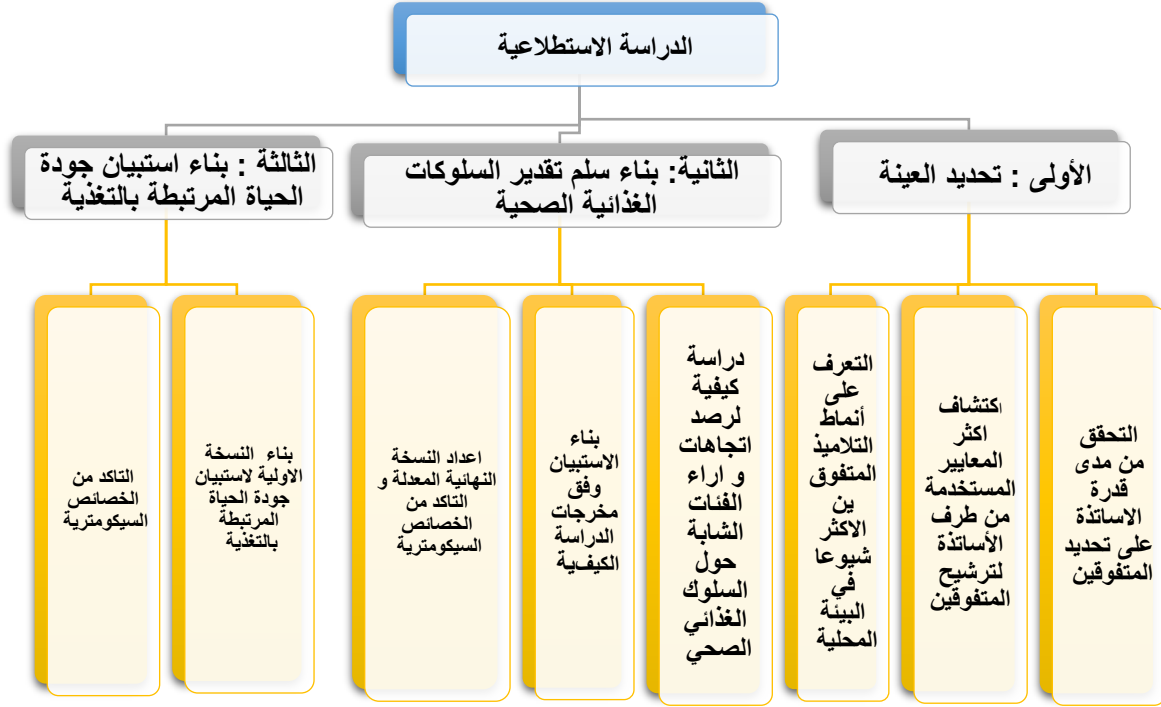 الدراسة الاستطلاعية
الأولى : تحديد العينة
الثانية: بناء سلم تقدير السلوكات
الغذائية الصحية
الثالثة : بناء استبيان جودة
الحياة المرتبطة بالتغذية
التحقق
من مدى
قدرة
الاساتذة
على تحديد
المتفوقين
اكتشاف
اكثر
المعايير
المستخدمة
من طرف
الأساتذة
لترشيح
المتفوقين
التعرف
على
أنماط
التلاميذ
المتفوق
ين
الاكثر
شيوعا
في
البيئة
المحلية
دراسة
كيفية
لرصد
اتجاهات
و اراء
الفئات
الشابة
حول
السلوك
الغذائي
الصحي
بناء
الاستبيان
وفق
مخرجات
الدراسة
الكيفية
اعداد النسخة
النهائية المعدلة و
التاكد من
الخصائص
السيكومترية
بناء النسخة
الاولية لاستبيان
جودة الحياة
المرتبطة
بالتغذية
التاكد من
الخصائص
السيكومترية